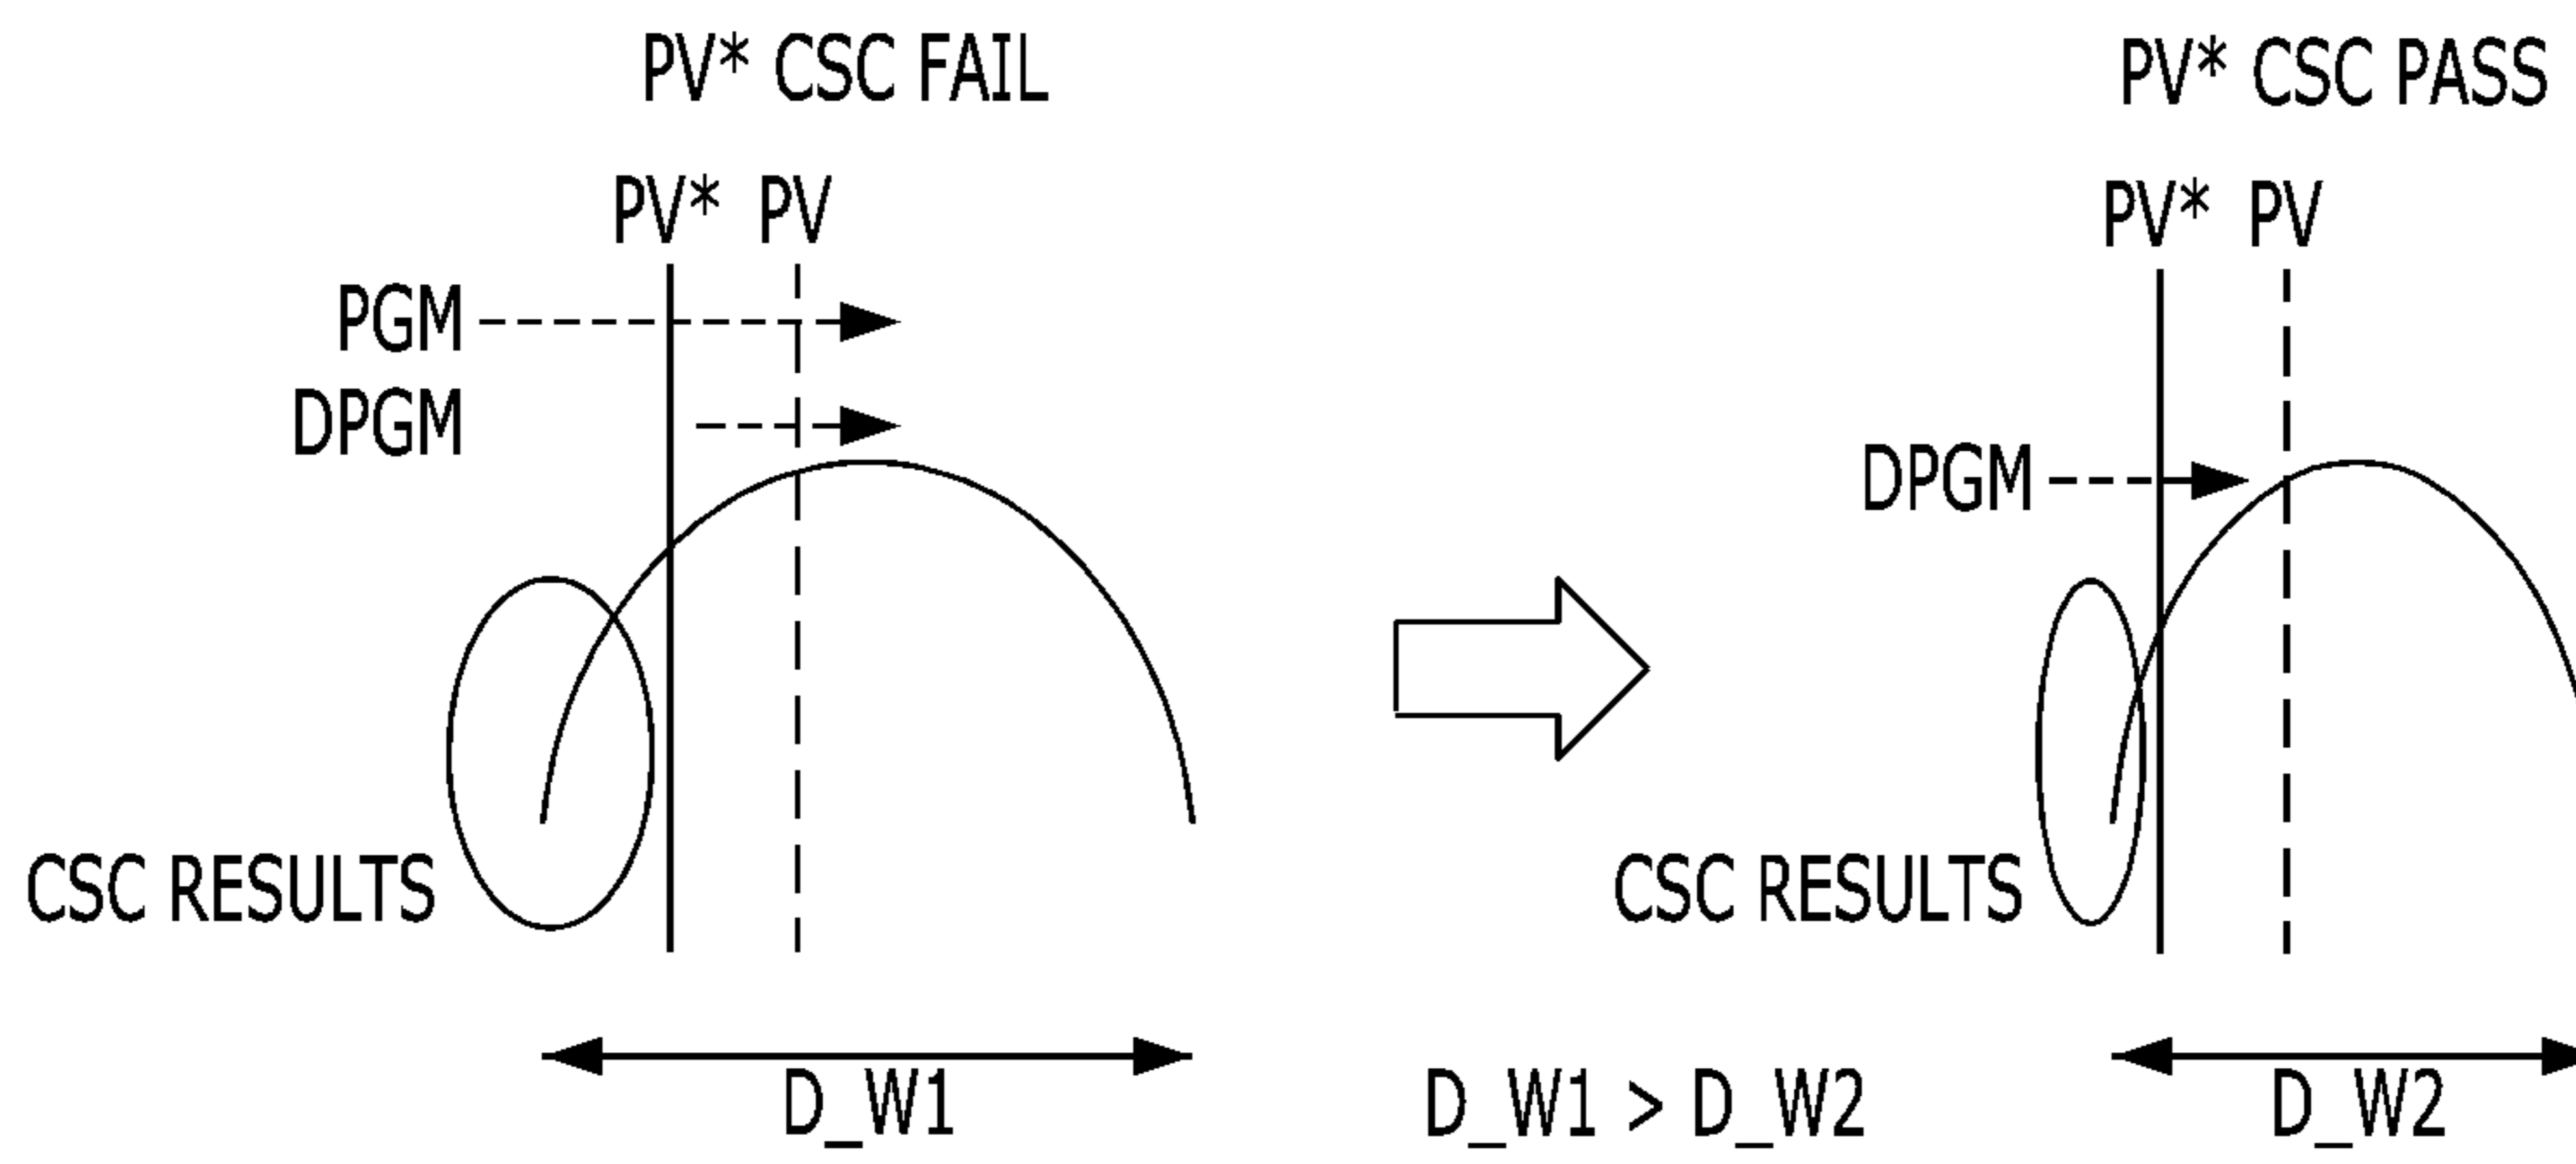 PV* CSC FAIL
PV* PV
PGM
DPGM
CSC RESULTS
D_W1
D_W1 > D_W2
PV* CSC PASS
PV* PV
DPGM
CSC RESULTS
D_W2